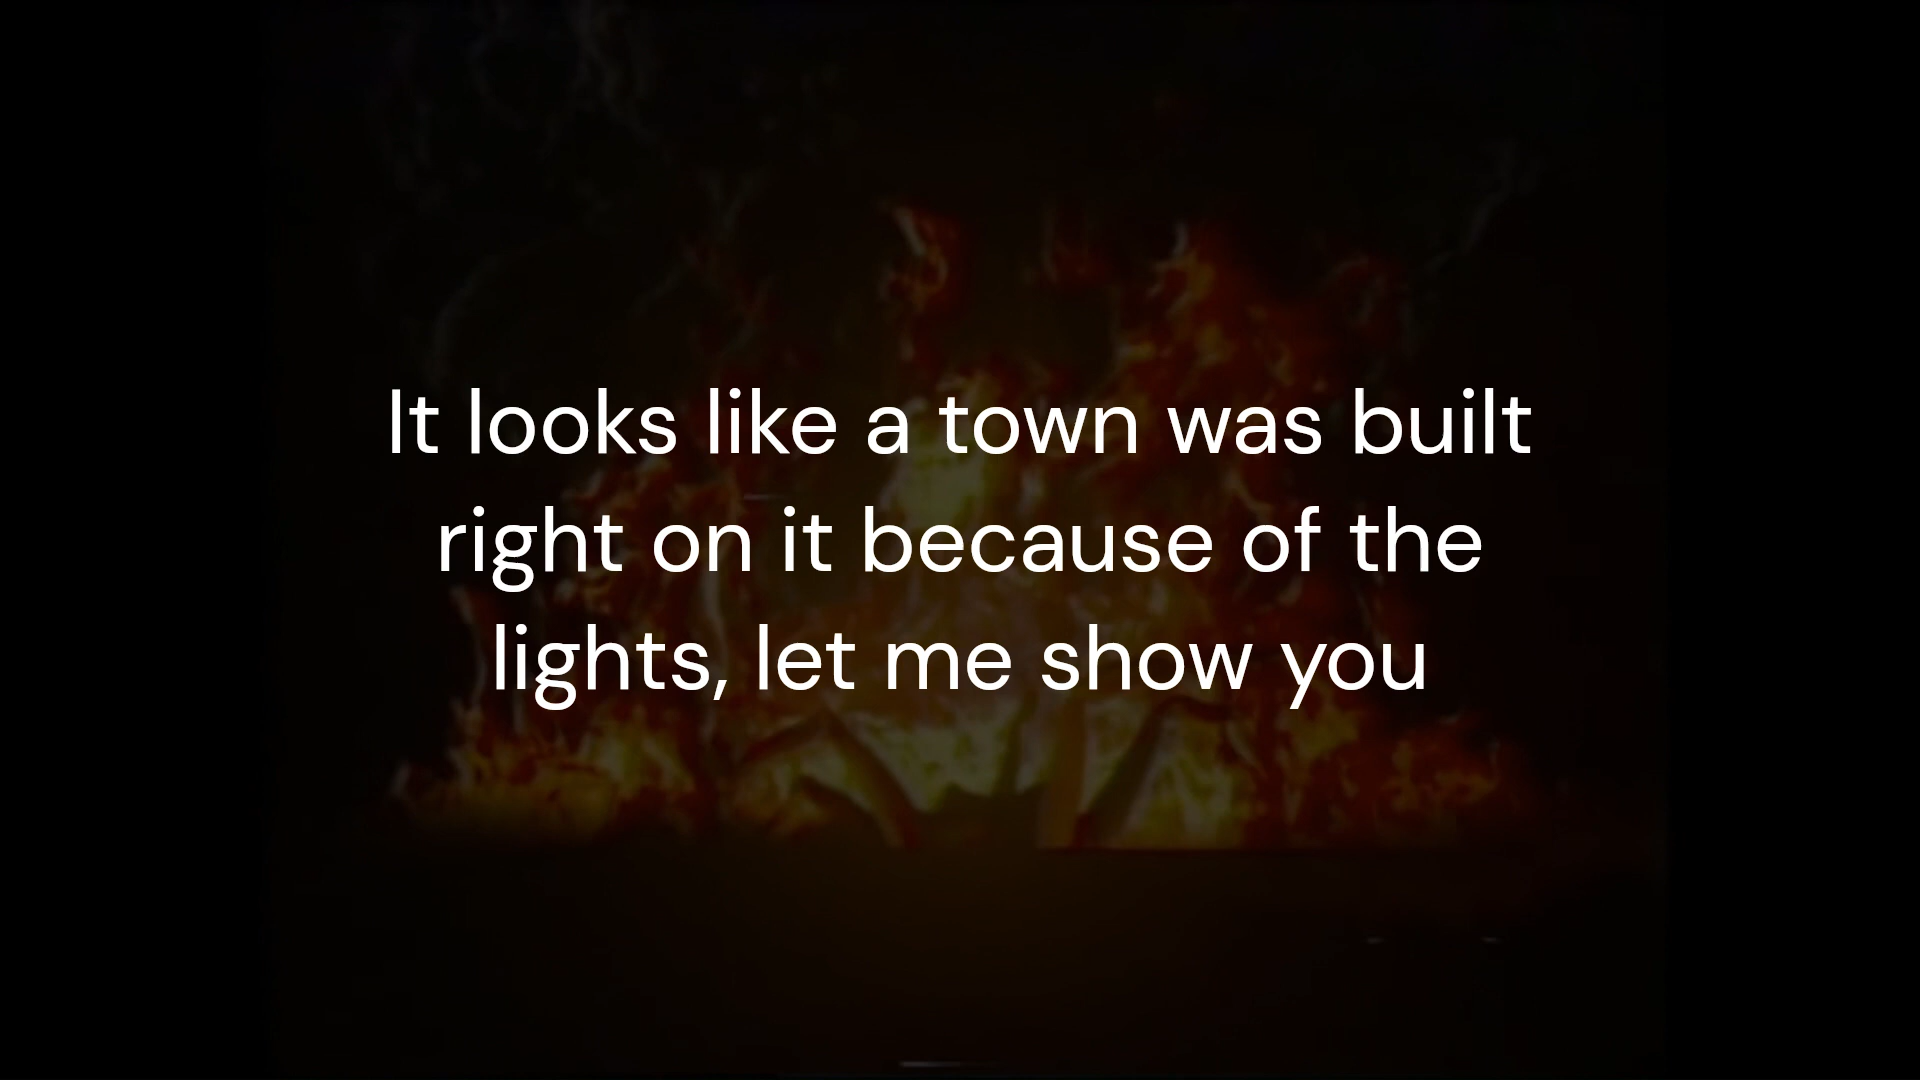 It looks like a town was built
right on it because of the
lights, let me show you